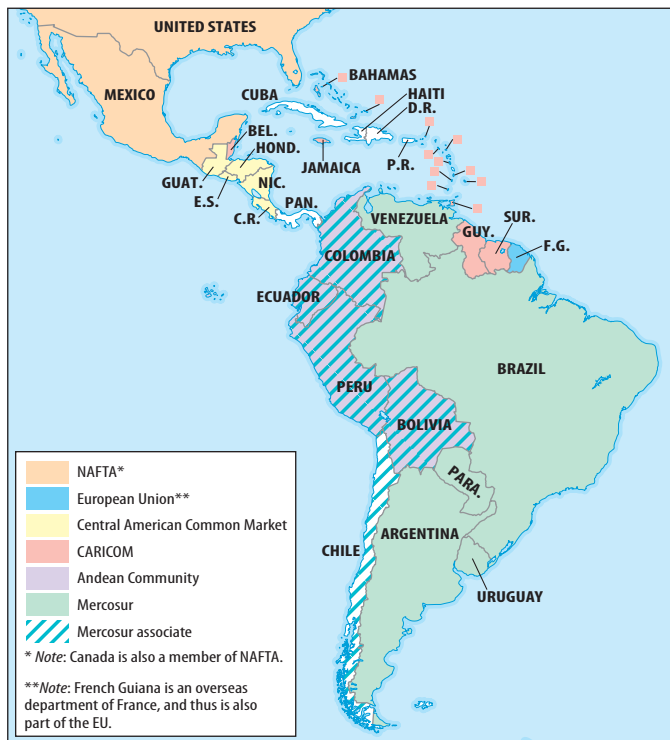 UNITED STATES
MEXICO
BAHAMAS
CUBA
HAITI
D.R.
BEL.
HOND.
JAMAICA
P.R.
GUAT.
NIC.
E.S.
C.R.
PAN.
VENEZUELA
SUR.
GUY.
F.G.
COLOMBIA
ECUADOR
BRAZIL
PERU
BOLIVIA
PARA.
ARGENTINA
CHILE
URUGUAY
NAFTA*
European Union**
Central American Common Market
CARICOM
Andean Community
Mercosur
Mercosur associate
* Note: Canada is also a member of NAFTA.
**Note: French Guiana is an overseas
department of France, and thus is also
part of the EU.